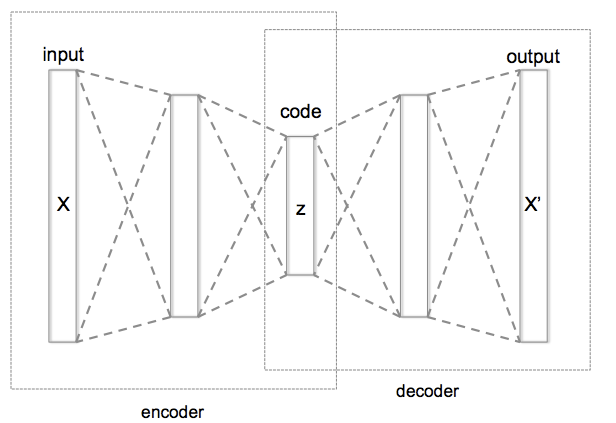 input
output
code
X
z
X’
decoder
encoder